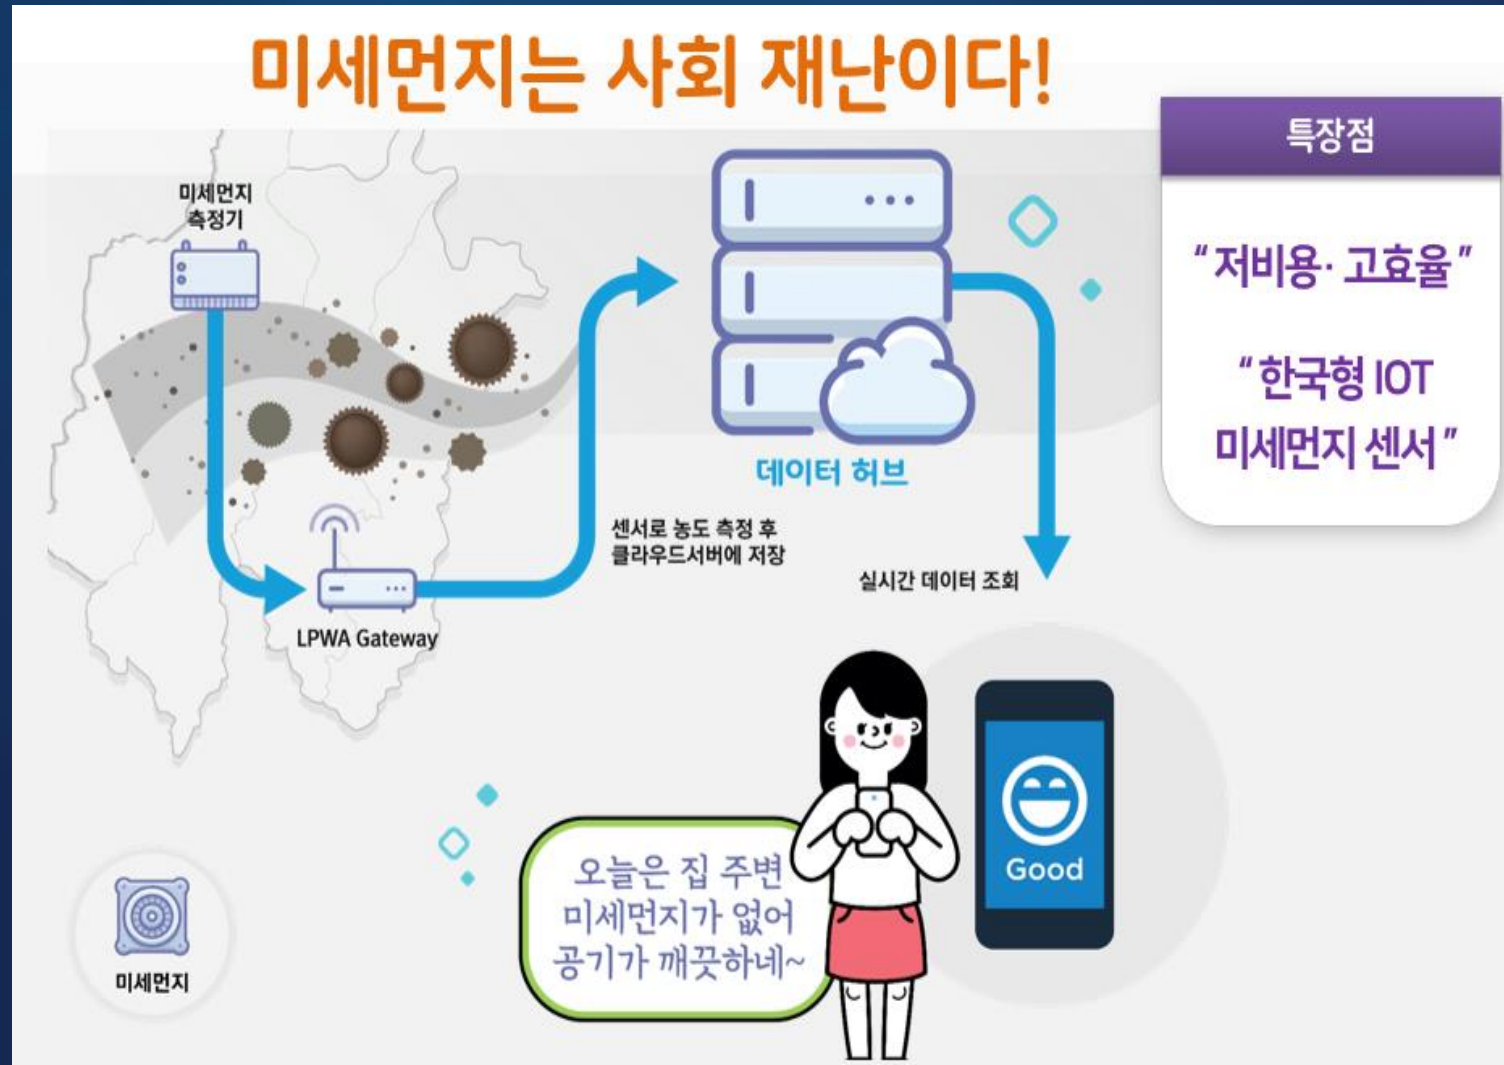 미세먼지는 사회 재난이다!
특장점
“저비용· 고효율”
“한국형 IOT
미세먼지 센서”
미세먼지
측정기
데이터 허브
센서로 농도 측정 후
클라우드서버에 저장
실시간 데이터 조회
LPWA Gateway
Good
오늘은 집 주변
미세먼지가 없어
공기가 깨끗하네~
미세먼지